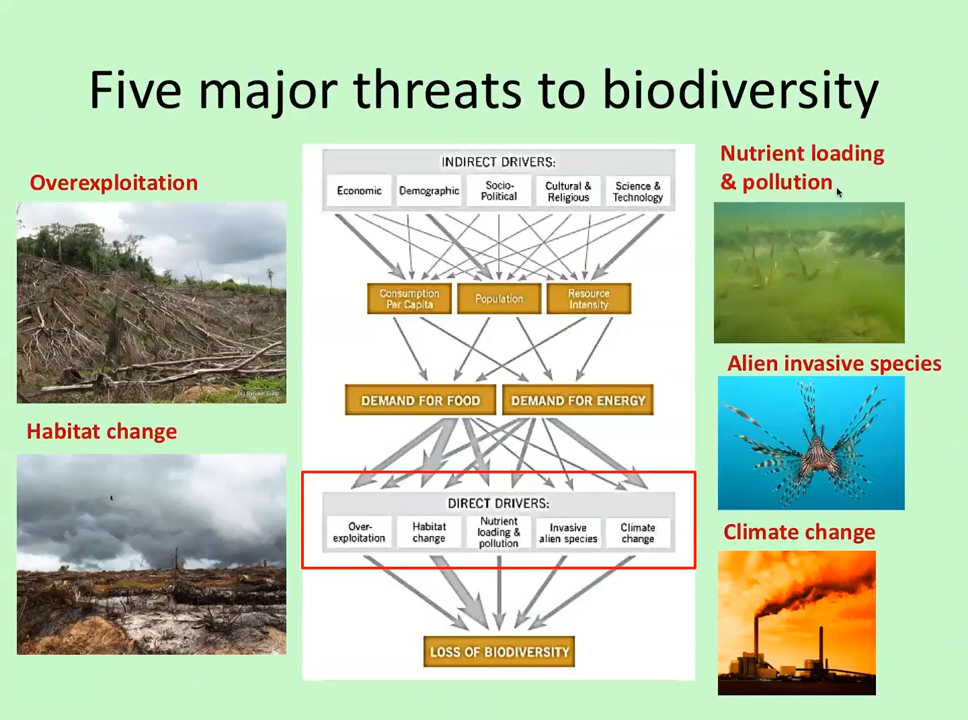 Five major threats to biodiversity
Overexploitation
Habitat change
INDIRECT DRIVERS:
Economic
Demographic
Socio-
Political
Cultural &
Religious
Science &
Technology
Consumption
Per Capita
Population
Resource
Intensity
DEMAND FOR FOOD
DEMAND FOR ENERGY
DIRECT DRIVERS:
Over-
exploitation
Habitat
change
Nutrient
loading &
pollution
Invasive
alien species
Climate
change
LOSS OF BIODIVERSITY
Nutrient loading
& pollution
Alien invasive species
Climate change